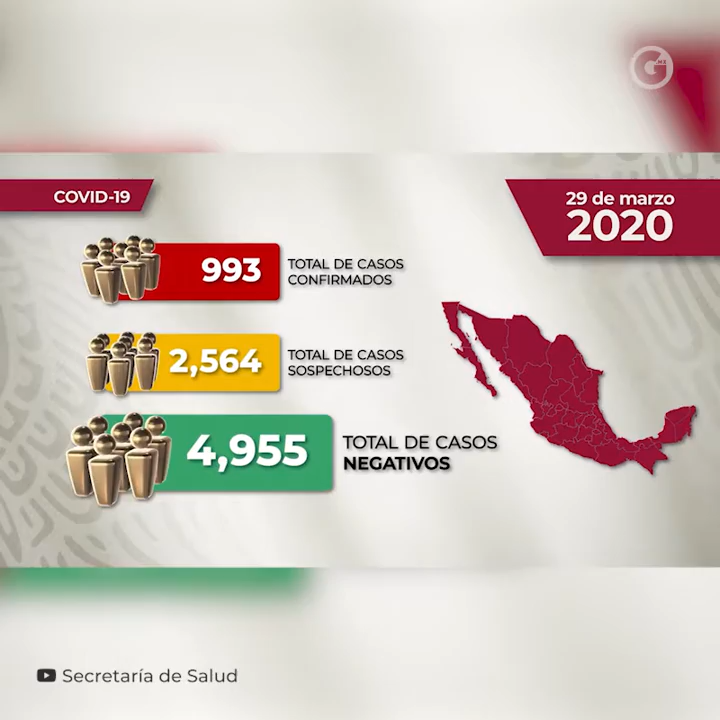 G.MX
COVID-19
29 de marzo
2020
993
TOTAL DE CASOS
CONFIRMADOS
2,564
TOTAL DE CASOS
SOSPECHOSOS
4,955
TOTAL DE CASOS
NEGATIVOS
Secretaría de Salud